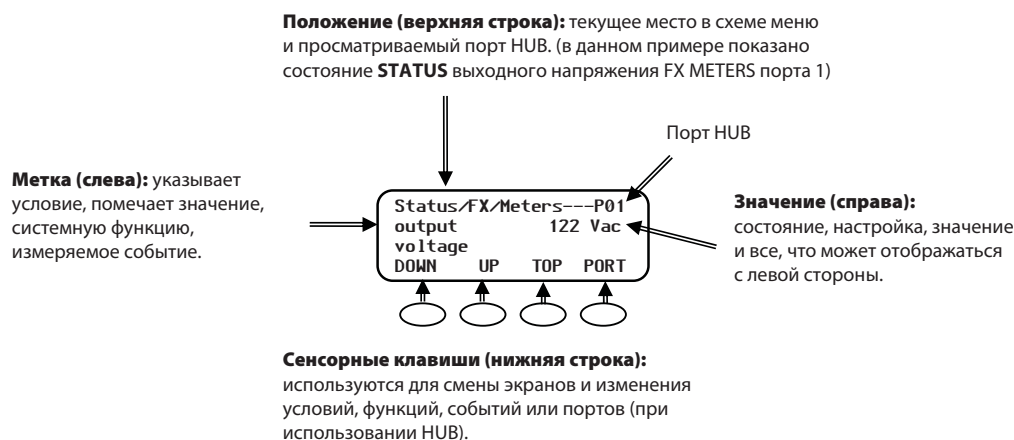 Положение (верхняя строка): текущее место в схеме меню
и просматриваемый порт HUB. (в данном примере показано
состояние STATUS выходного напряжения FX METERS порта 1)
Порт HUB
Метка (слева): указывает
условие, помечает значение,
системную функцию,
измеряемое событие.
Status/FX/Meters---P01
output 122 Vac
voltage
DOWN UP TOP PORT
Значение (справа):
состояние, настройка, значение
и все, что может отображаться
с левой стороны.
Сенсорные клавиши (нижняя строка):
используются для смены экранов и изменения
условий, функций, событий или портов (при
использовании HUB).